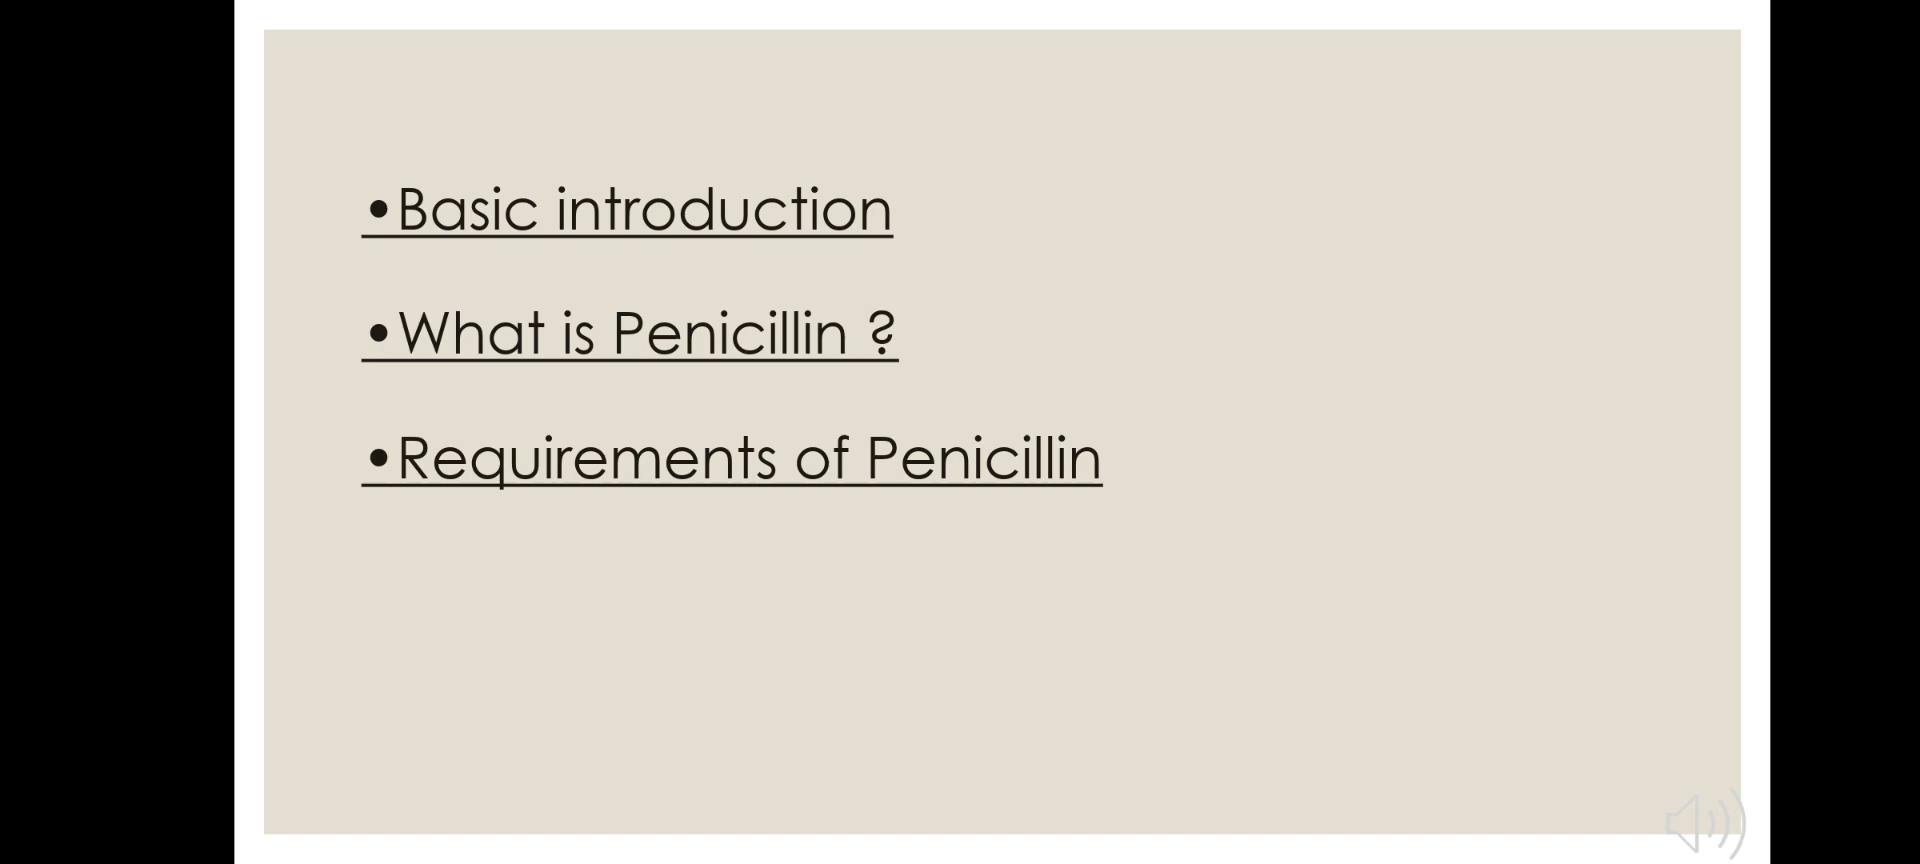 •Basic introduction
•What is Penicillin ?
•Requirements of Penicillin